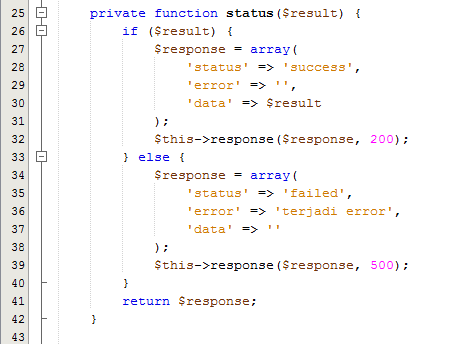 25 private function status($result) {
26 if ($result) {
27 $response = array(
28 'status' => 'success',
29 'error' => '',
30 'data' => $result
31 );
32 $this->response($response, 200);
33 } else {
34 $response = array(
35 'status' => 'failed',
36 'error' => 'terjadi error',
37 'data' => ''
38 );
39 $this->response($response, 500);
40 }
41 return $response;
42 }
43